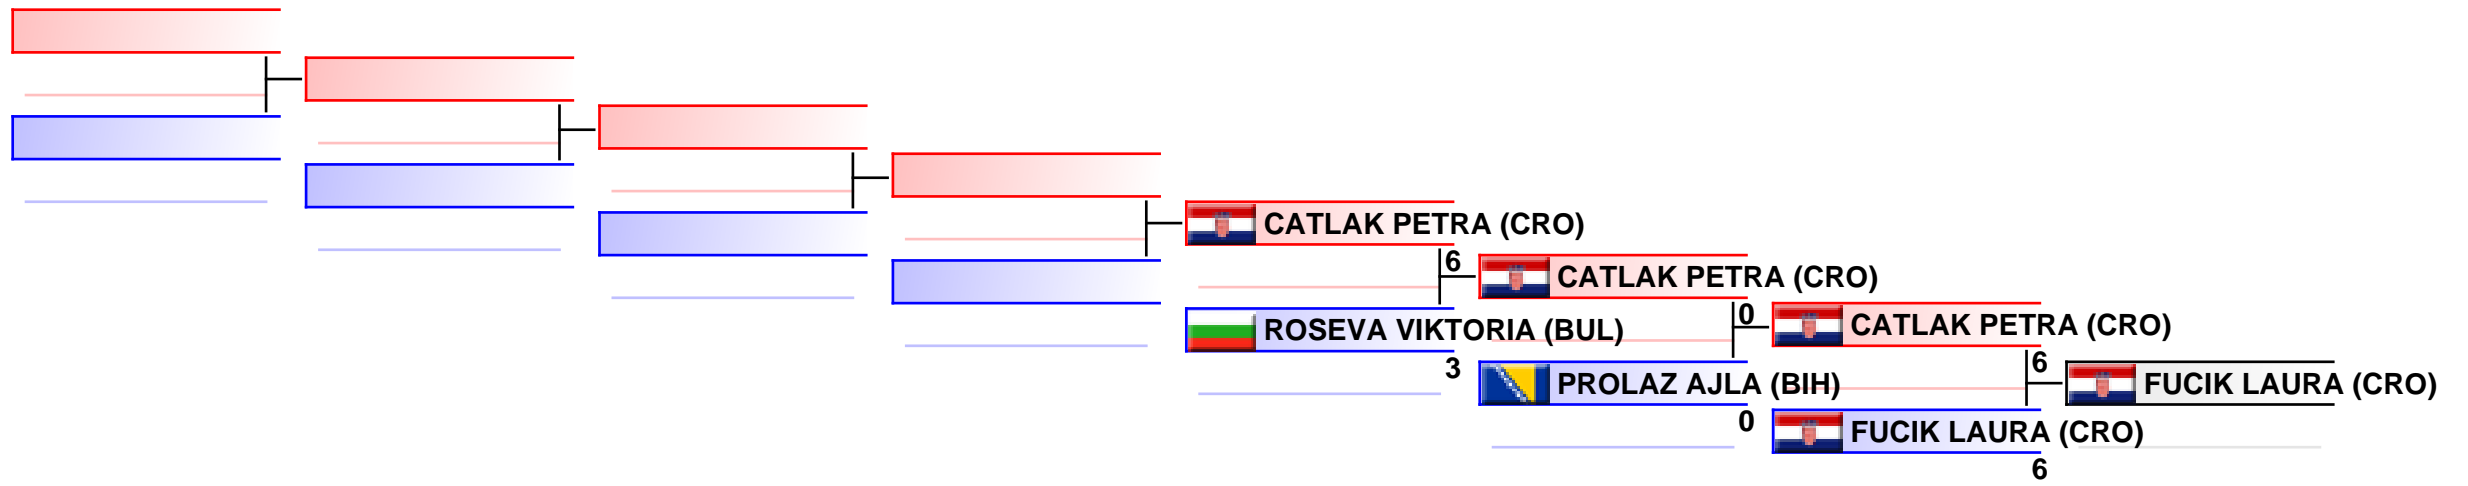 CATLAK PETRA (CRO)
6
CATLAK PETRA (CRO)
0
CATLAK PETRA (CRO)
ROSEVA VIKTORIA (BUL)
3
6
PROLAZ AJLA (BIH)
FUCIK LAURA (CRO)
0
FUCIK LAURA (CRO)
6